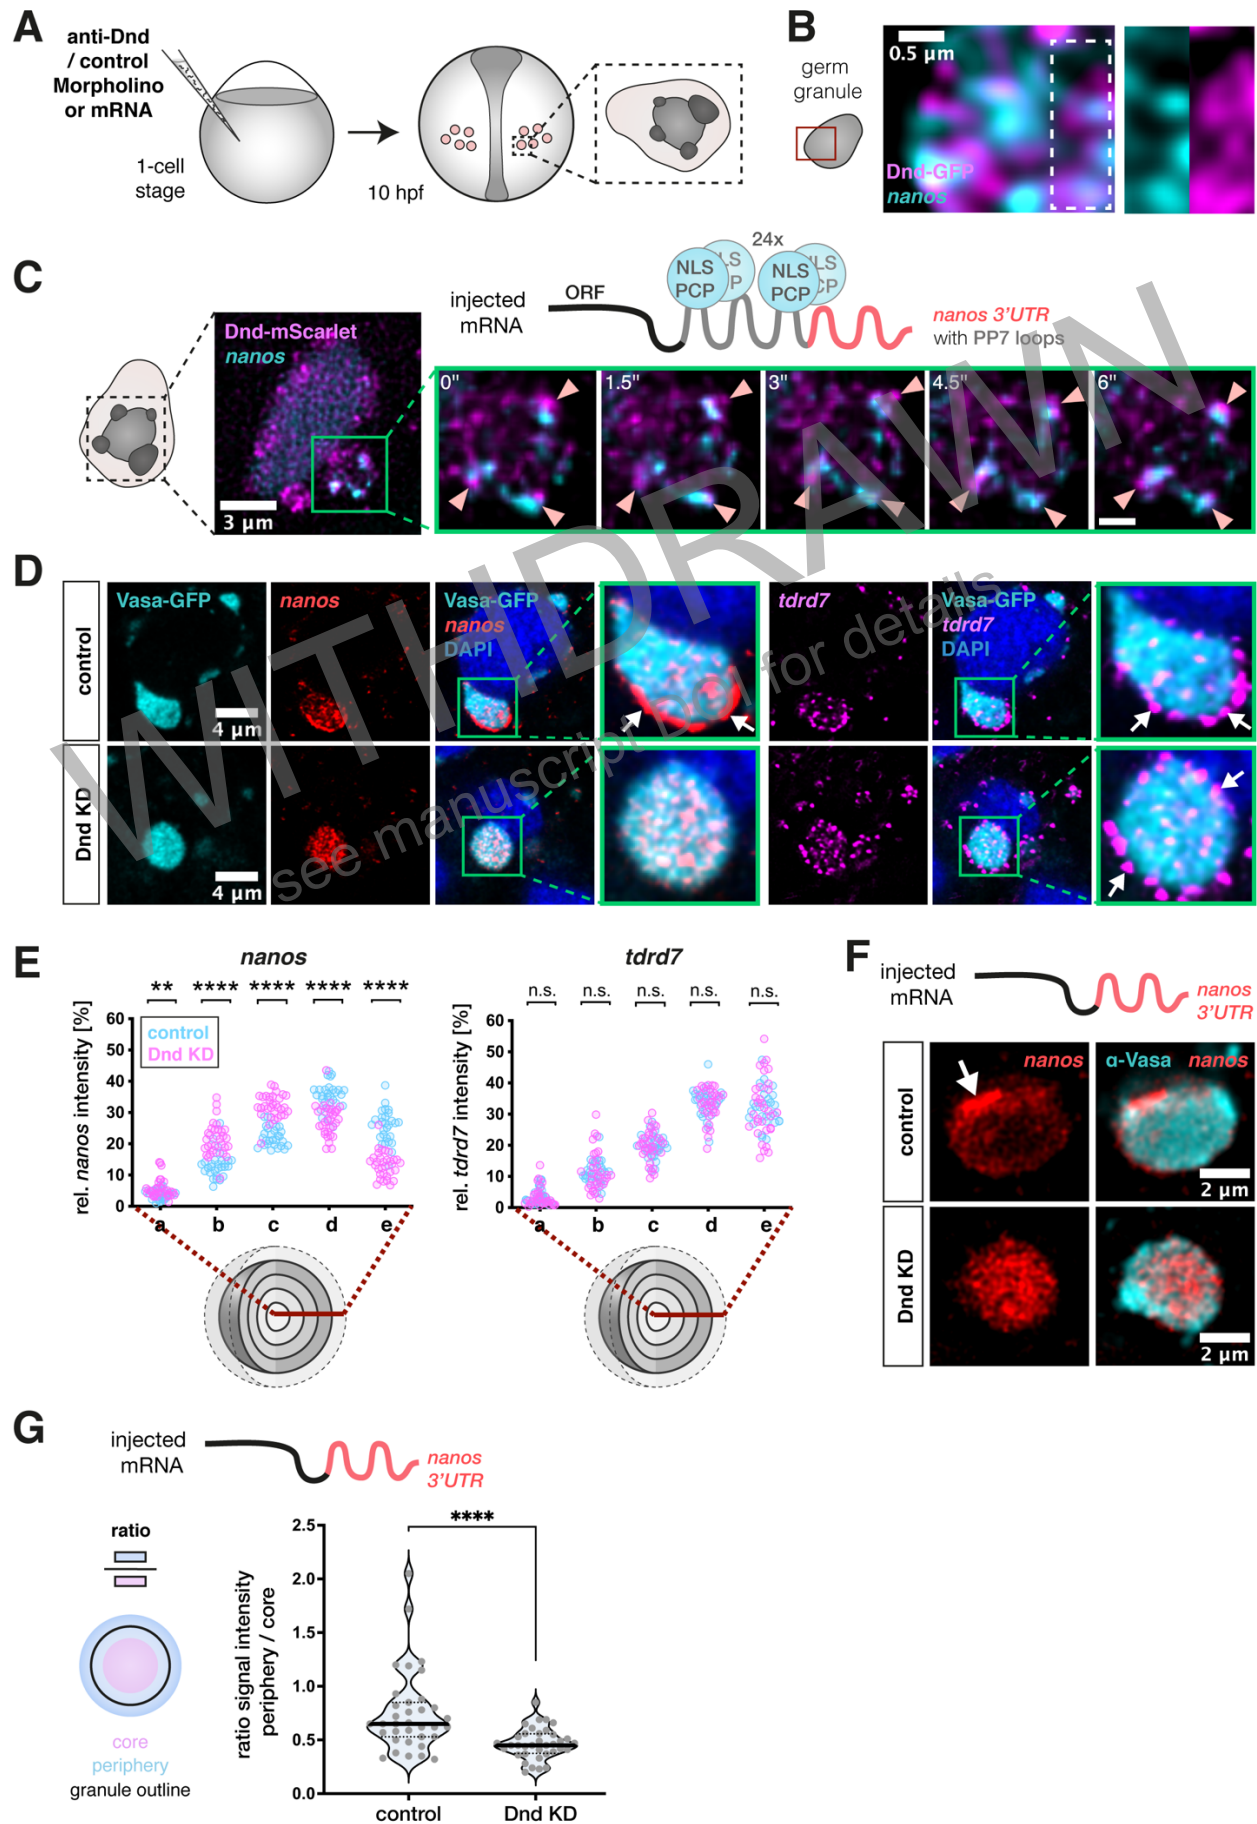 A
anti-Dnd
/ control
Morpholino
or mRNA
1-cell
stage
10 hpf
B
germ
granule
0.5 µm
Dnd-GFP
nanos
C
injected
mRNA
ORF
24x
NLS
PCP
LS
P
NLS
PCP
LS
CP
nanos 3'UTR
with PP7 loops
Dnd-mScarlet
nanos
3 µm
0"
1.5"
3"
4.5"
6"
WITHDRAWN
see manuscript DOI for details
D
control
Dnd KD
Vasa-GFP
4 µm
nanos
Vasa-GFP
nanos
DAPI
tdrd7
Vasa-GFP
tdrd7
DAPI
4 µm
E
nanos
** **** **** **** ****
rel. nanos intensity [%]
60
50
40
30
20
10
0
control
Dnd KD
a b c d e
tdrd7
n.s. n.s. n.s. n.s. n.s.
rel. tdrd7 intensity [%]
60
50
40
30
20
10
0
a b c d e
F
injected
mRNA
nanos
3'UTR
control
Dnd KD
nanos
α-Vasa nanos
2 µm
2 µm
G
injected
mRNA
nanos
3'UTR
ratio
core
periphery
granule outline
ratio signal intensity
periphery / core
2.5
2.0
1.5
1.0
0.5
0.0
****
control Dnd KD